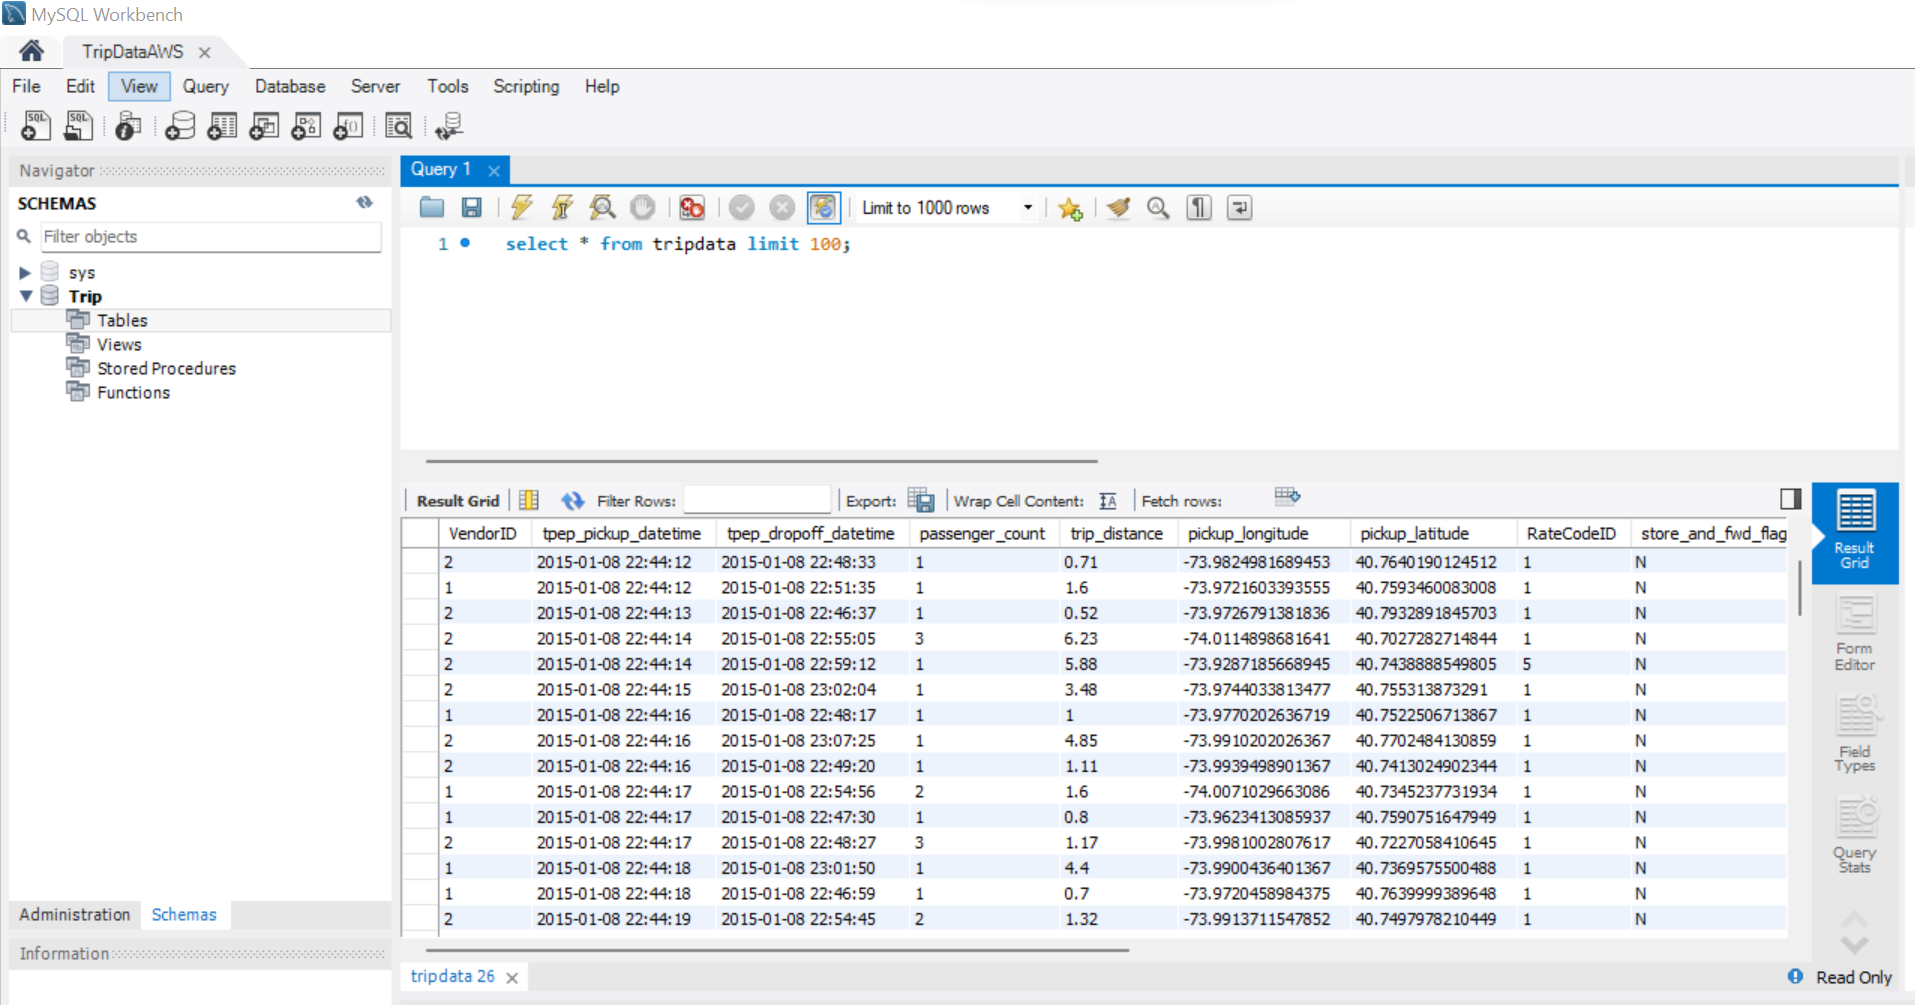 MySQL Workbench
TripDataAWS
File Edit View Query Database Server Tools Scripting Help
Navigator
SCHEMAS
Filter objects
sys
Trip
Tables
Views
Stored Procedures
Functions
Administration Schemas
Information
Query 1
Limit to 1000 rows
1 select * from tripdata limit 100;
Result Grid Filter Rows: Export: Wrap Cell Content: Fetch rows:
VendorID tpep_pickup_datetime tpep_dropoff_datetime passenger_count trip_distance pickup_longitude pickup_latitude RateCodeID store_and_fwd_flag
2 2015-01-08 22:44:12 2015-01-08 22:48:33 1 0.71 -73.9824981689453 40.7640190124512 1 N
1 2015-01-08 22:44:12 2015-01-08 22:51:35 1 1.6 -73.9721603393555 40.7593460083008 1 N
2 2015-01-08 22:44:13 2015-01-08 22:46:37 1 0.52 -73.9726791381836 40.7932891845703 1 N
2 2015-01-08 22:44:14 2015-01-08 22:55:05 3 6.23 -74.0114898681641 40.7027282714844 1 N
2 2015-01-08 22:44:14 2015-01-08 22:59:12 1 5.88 -73.9287185668945 40.7438888549805 5 N
2 2015-01-08 22:44:15 2015-01-08 23:02:04 1 3.48 -73.9744033813477 40.755313873291 1 N
1 2015-01-08 22:44:16 2015-01-08 22:48:17 1 1 -73.9770202636719 40.7522506713867 1 N
2 2015-01-08 22:44:16 2015-01-08 23:07:25 1 4.85 -73.9910202026367 40.7702484130859 1 N
2 2015-01-08 22:44:16 2015-01-08 22:49:20 1 1.11 -73.9939498901367 40.7413024902344 1 N
1 2015-01-08 22:44:17 2015-01-08 22:54:56 2 1.6 -74.0071029663086 40.7345237731934 1 N
1 2015-01-08 22:44:17 2015-01-08 22:47:30 1 0.8 -73.9623413085937 40.7590751647949 1 N
2 2015-01-08 22:44:17 2015-01-08 22:48:27 3 1.17 -73.9981002807617 40.7227058410645 1 N
1 2015-01-08 22:44:18 2015-01-08 23:01:50 1 4.4 -73.9900436401367 40.7369575500488 1 N
1 2015-01-08 22:44:18 2015-01-08 22:46:59 1 0.7 -73.9720458984375 40.7639999389648 1 N
2 2015-01-08 22:44:19 2015-01-08 22:54:45 2 1.32 -73.9913711547852 40.7497978210449 1 N
Result
Grid
Form
Editor
Field
Types
Query
Stats
tripdata 26
Read Only